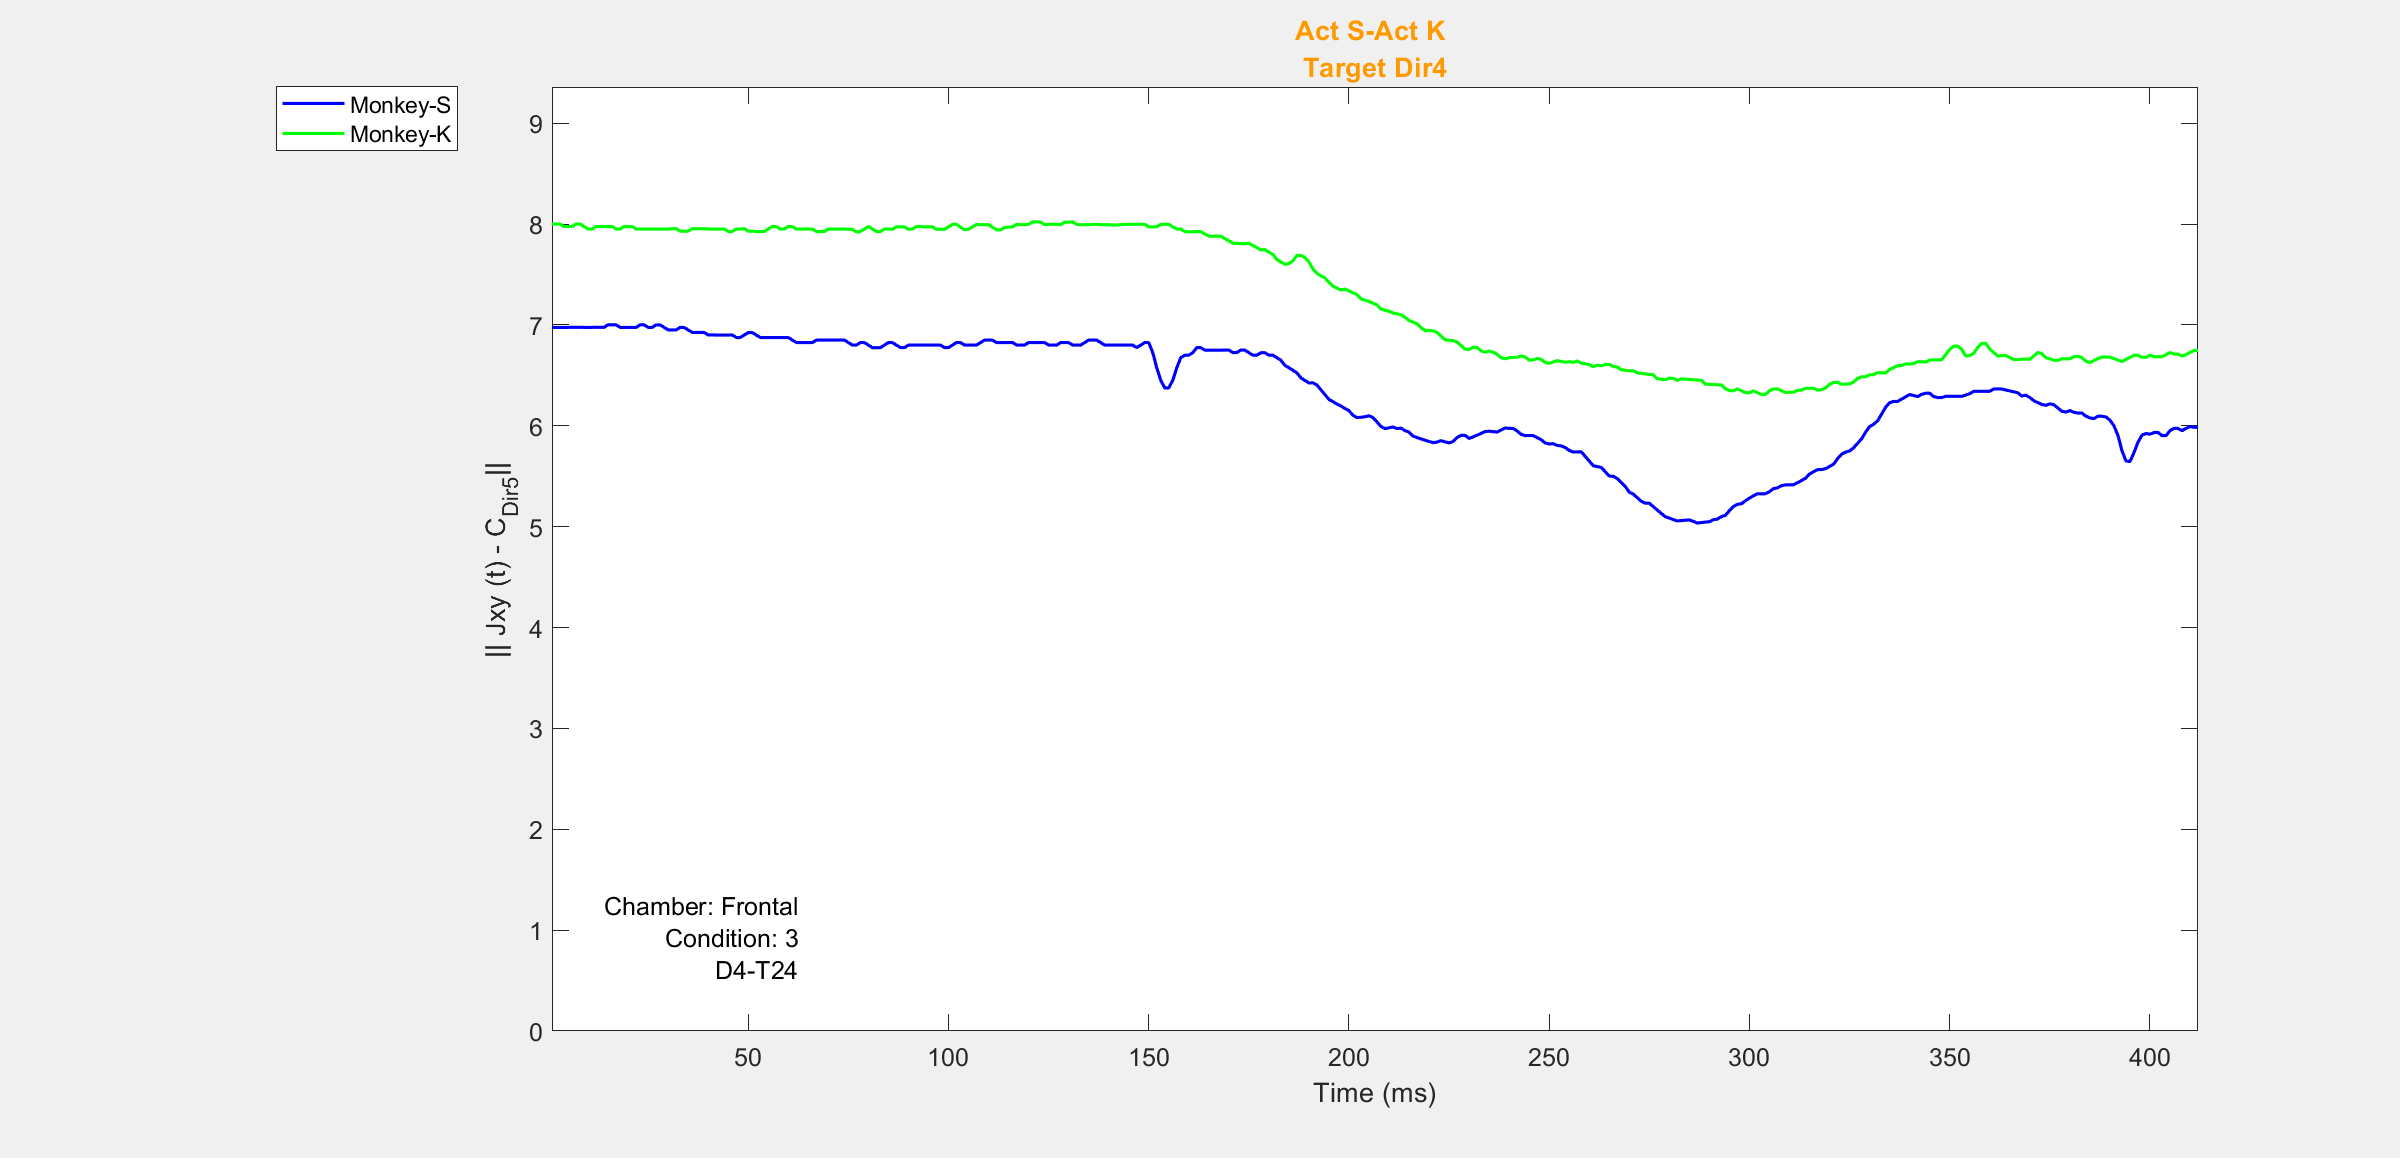 Act S-Act K
Target Dir4
Monkey-S
Monkey-K
9
8
7
6
5
4
3
2
1
0
|| Jxy (t) - C_Dir5||
Chamber: Frontal
Condition: 3
D4-T24
50 100 150 200 250 300 350 400
Time (ms)